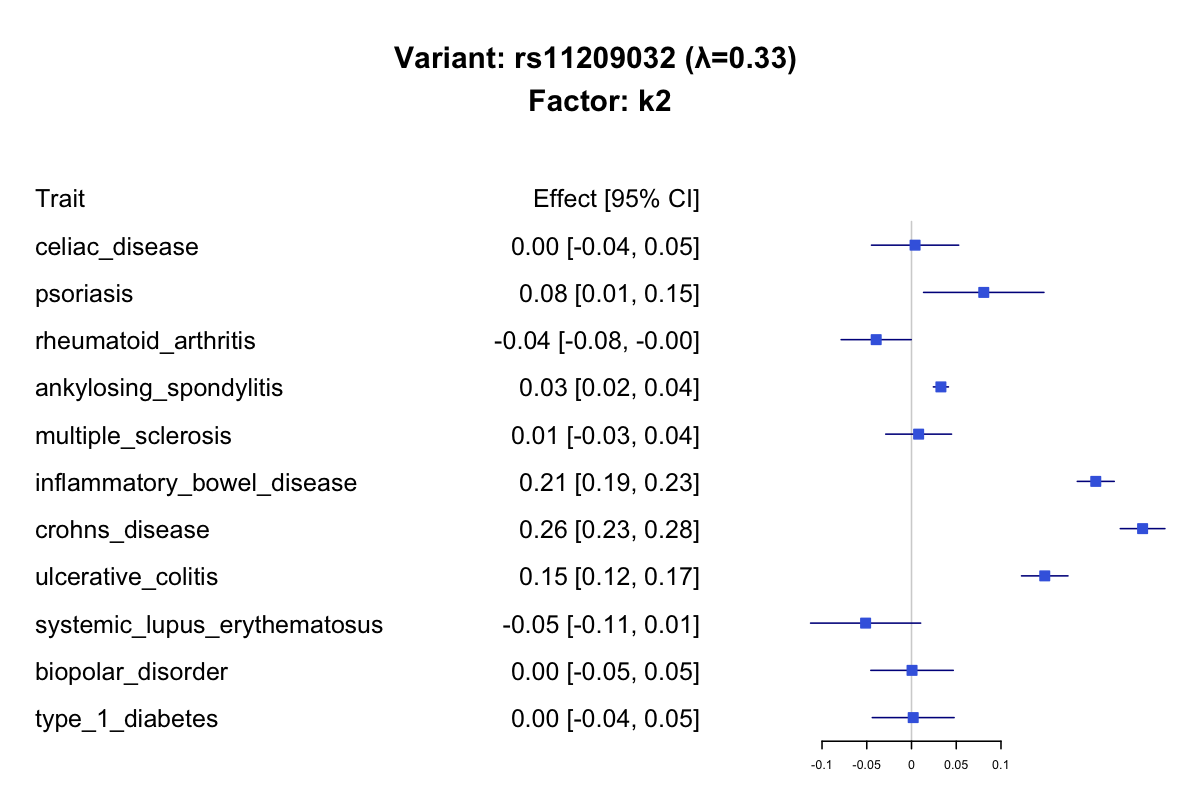 Variant: rs11209032 (λ=0.33)
Factor: k2
Trait Effect [95% CI]
celiac_disease 0.00 [-0.04, 0.05]
psoriasis 0.08 [0.01, 0.15]
rheumatoid_arthritis -0.04 [-0.08, -0.00]
ankylosing_spondylitis 0.03 [0.02, 0.04]
multiple_sclerosis 0.01 [-0.03, 0.04]
inflammatory_bowel_disease 0.21 [0.19, 0.23]
crohns_disease 0.26 [0.23, 0.28]
ulcerative_colitis 0.15 [0.12, 0.17]
systemic_lupus_erythematosus -0.05 [-0.11, 0.01]
biopolar_disorder 0.00 [-0.05, 0.05]
type_1_diabetes 0.00 [-0.04, 0.05]
-0.1 -0.05 0 0.05 0.1